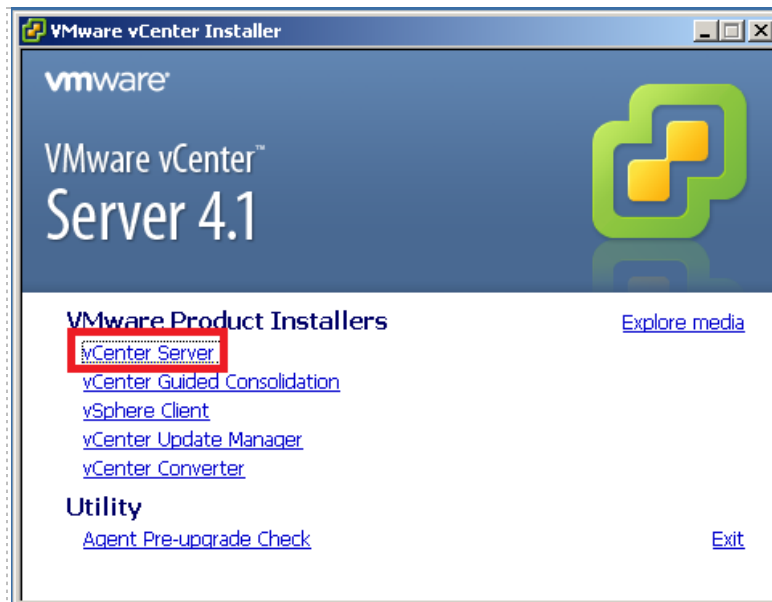 VMware vCenter Installer
vmware
VMware vCenter™
Server 4.1
VMware Product Installers
Explore media
vCenter Server
vCenter Guided Consolidation
vSphere Client
vCenter Update Manager
vCenter Converter
Utility
Agent Pre-upgrade Check
Exit